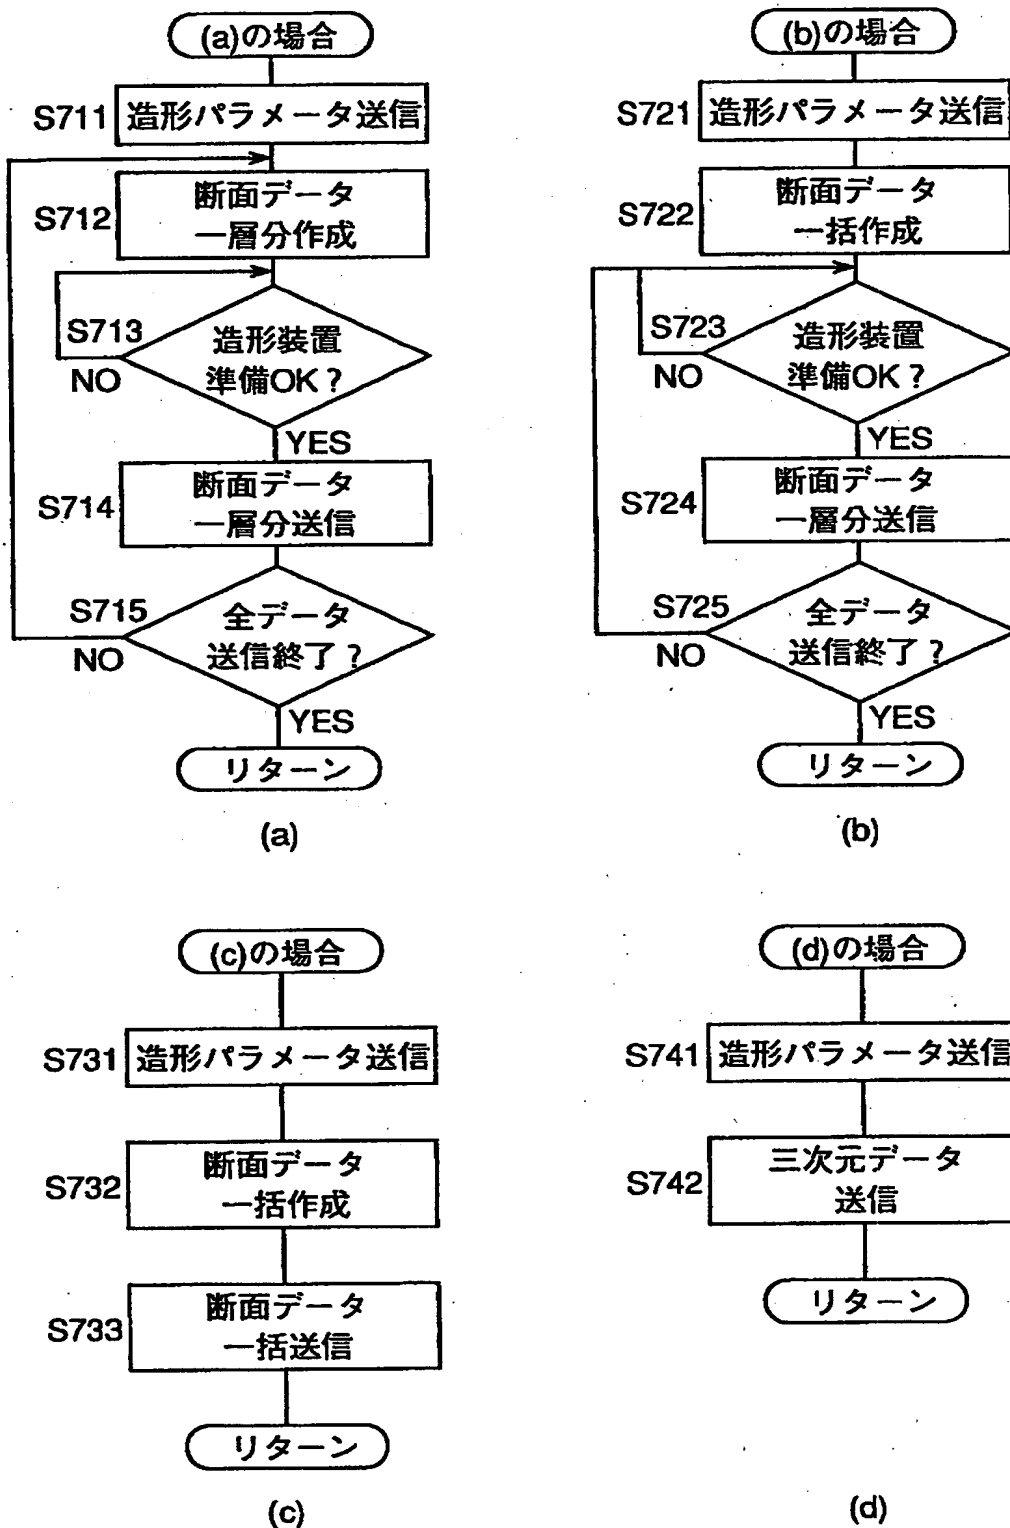 (a)の場合
S711
造形パラメータ送信
S712
断面データ
一層分作成
S713
造形装置
準備OK?
NO
YES
S714
断面データ
一層分送信
S715
全データ
送信終了?
NO
YES
リターン
(a)
(b)の場合
S721
造形パラメータ送信
S722
断面データ
一括作成
S723
造形装置
準備OK?
NO
YES
S724
断面データ
一層分送信
S725
全データ
送信終了?
NO
YES
リターン
(b)
(c)の場合
S731
造形パラメータ送信
S732
断面データ
一括作成
S733
断面データ
一括送信
リターン
(c)
(d)の場合
S741
造形パラメータ送信
S742
三次元データ
送信
リターン
(d)